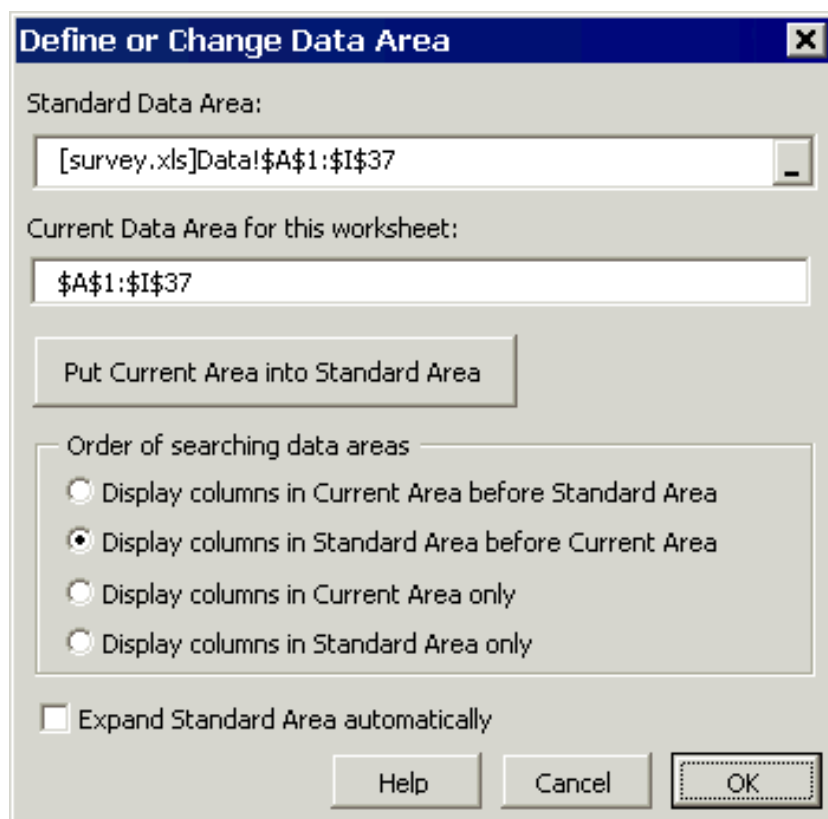 Define or Change Data Area
Standard Data Area:
[survey.xls]Data!$A$1:$I$37
Current Data Area for this worksheet:
$A$1:$I$37
Put Current Area into Standard Area
Order of searching data areas
Display columns in Current Area before Standard Area
Display columns in Standard Area before Current Area
Display columns in Current Area only
Display columns in Standard Area only
Expand Standard Area automatically
Help Cancel OK